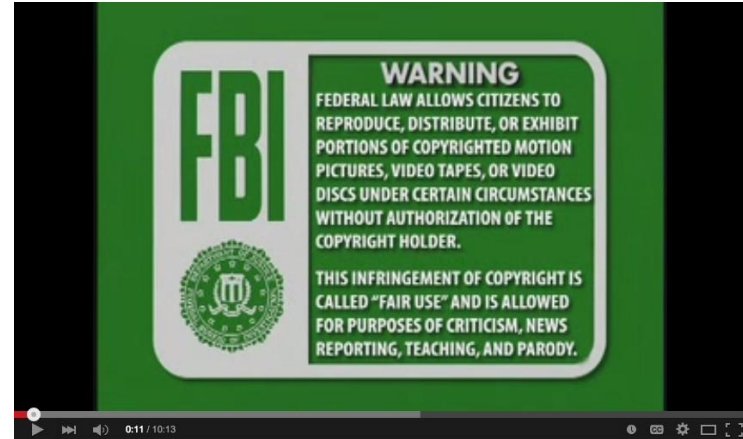 FBI
WARNING
FEDERAL LAW ALLOWS CITIZENS TO
REPRODUCE, DISTRIBUTE, OR EXHIBIT
PORTIONS OF COPYRIGHTED MOTION
PICTURES, VIDEO TAPES, OR VIDEO
DISCS UNDER CERTAIN CIRCUMSTANCES
WITHOUT AUTHORIZATION OF THE
COPYRIGHT HOLDER.
THIS INFRINGEMENT OF COPYRIGHT IS
CALLED “FAIR USE” AND IS ALLOWED
FOR PURPOSES OF CRITICISM, NEWS
REPORTING, TEACHING, AND PARODY.
0:11 / 10:13
CC